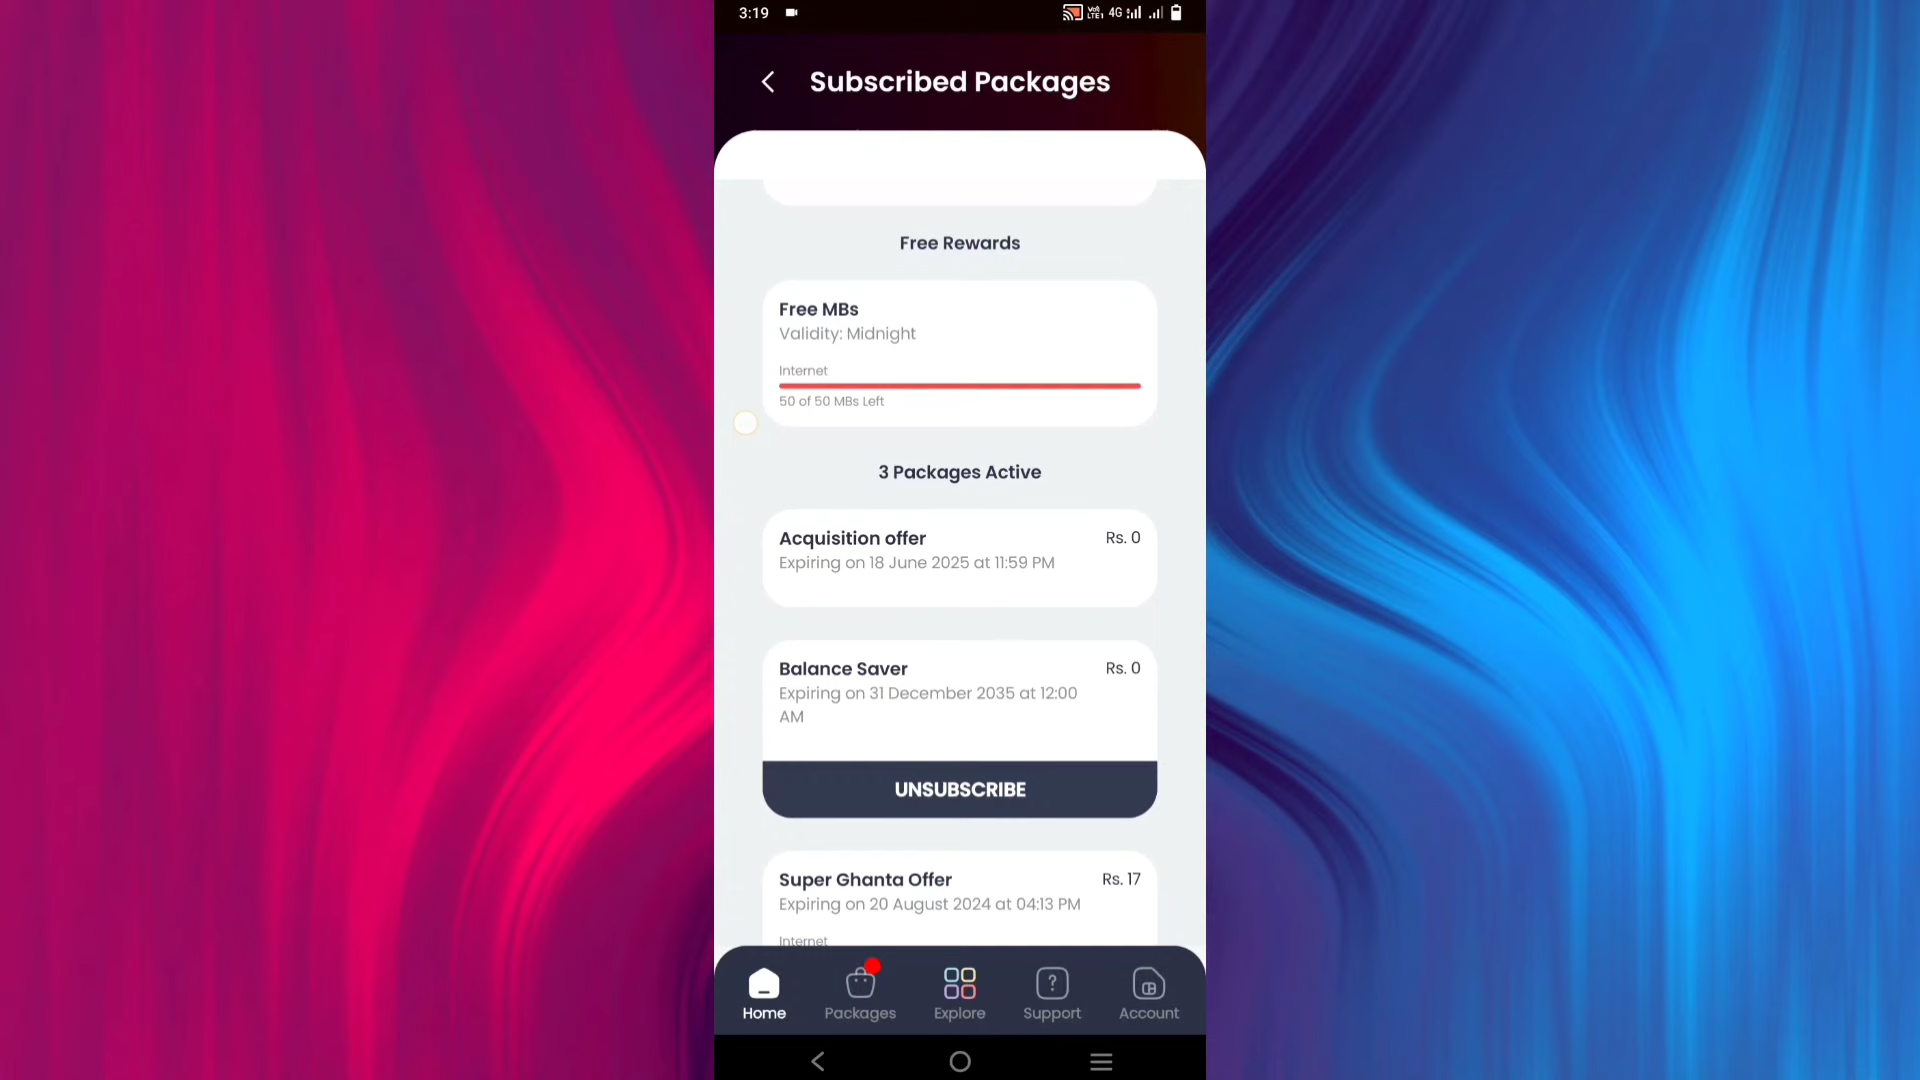 3:19
4G
Subscribed Packages
Free Rewards
Free MBs
Validity: Midnight
Internet
50 of 50 MBs Left
3 Packages Active
Acquisition offer Rs. 0
Expiring on 18 June 2025 at 11:59 PM
Balance Saver Rs. 0
Expiring on 31 December 2035 at 12:00
AM
UNSUBSCRIBE
Super Ghanta Offer Rs. 17
Expiring on 20 August 2024 at 04:13 PM
Internet
Home Packages Explore Support Account